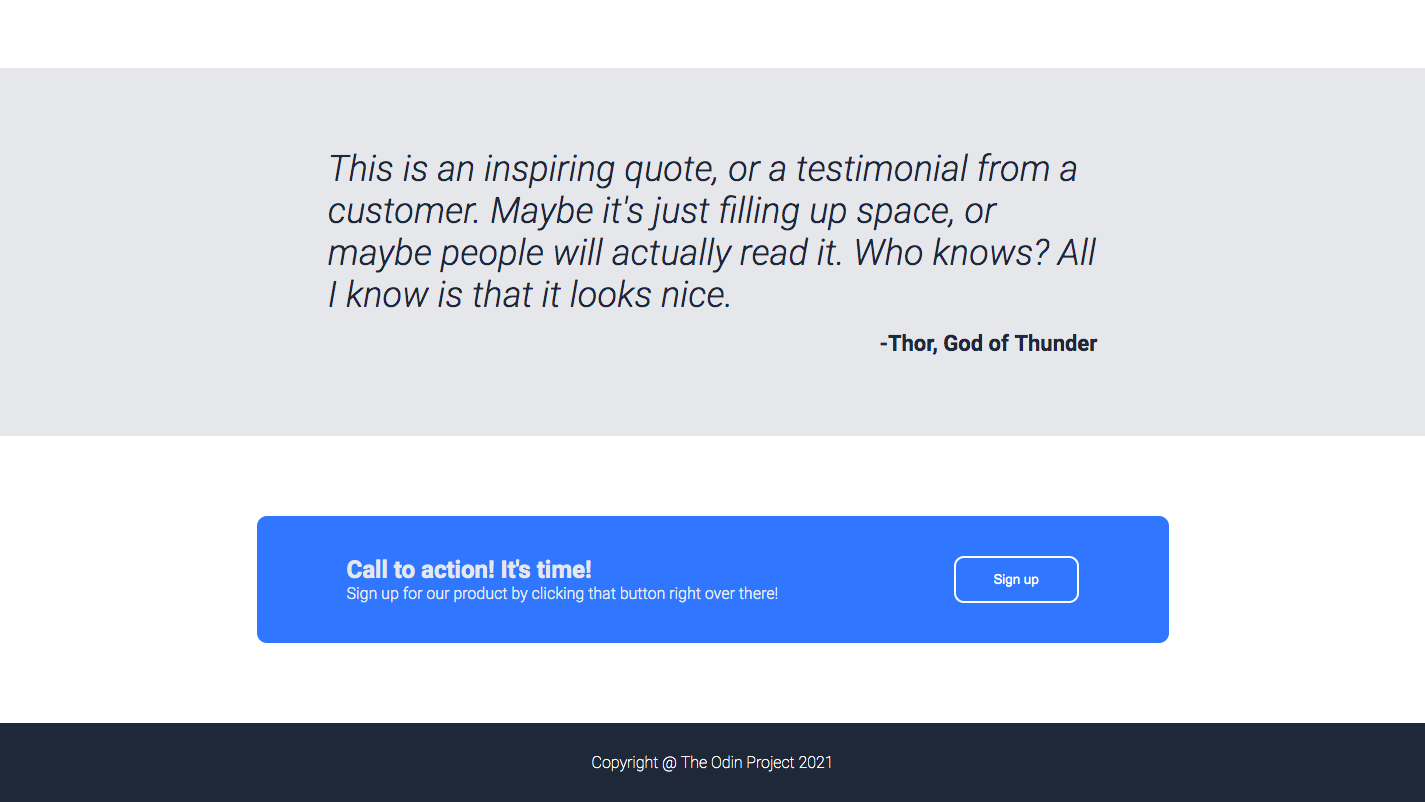 This is an inspiring quote, or a testimonial from a
customer. Maybe it's just filling up space, or
maybe people will actually read it. Who knows? All
I know is that it looks nice.
-Thor, God of Thunder
Call to action! It's time!
Sign up for our product by clicking that button right over there!
Sign up
Copyright @ The Odin Project 2021